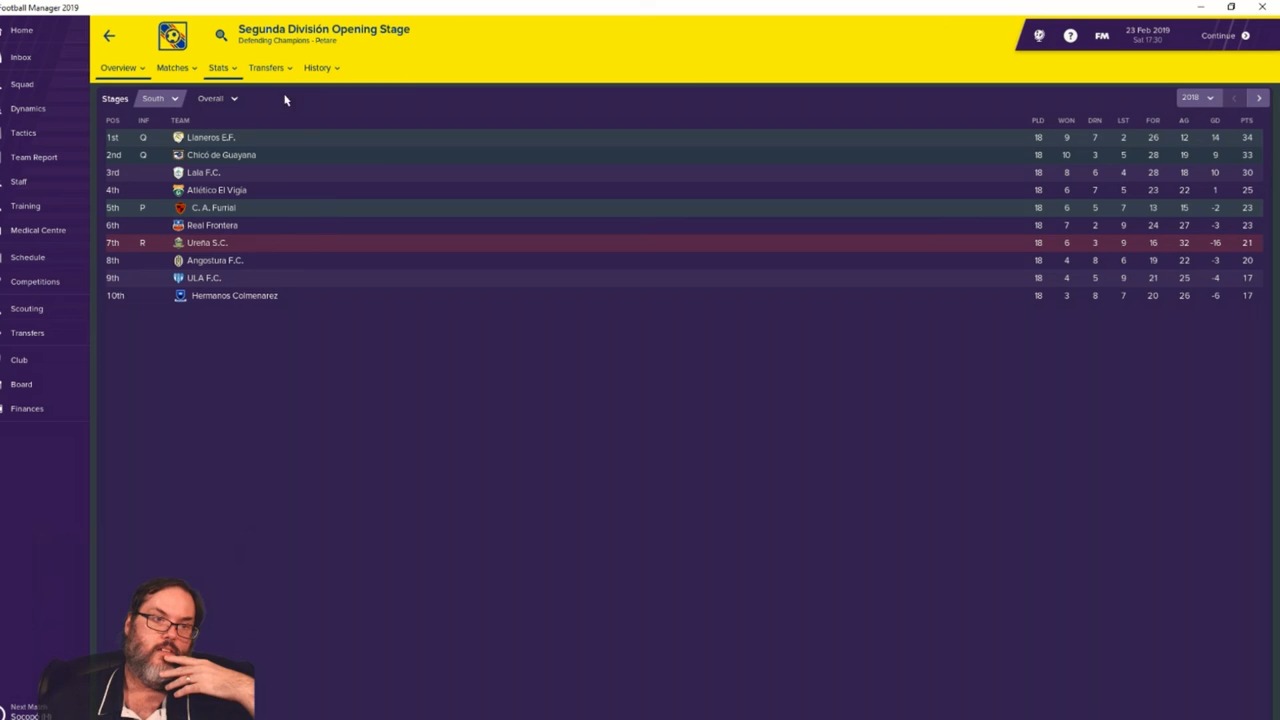 Football Manager 2019
Segunda División Opening Stage
Defending Champions - Petare
23 Feb 2019
Sat 17:30
FM
Continue
Overview Matches Stats Transfers History
Home
Inbox
Squad
Dynamics
Tactics
Team Report
Staff
Training
Medical Centre
Schedule
Competitions
Scouting
Transfers
Club
Board
Finances
Stages South Overall 2018
POS INF TEAM PLD WON DRN LST FOR AG GD PTS
1st Q Llaneros E.F. 18 9 7 2 26 12 14 34
2nd Q Chicó de Guayana 18 10 3 5 28 19 9 33
3rd Lala F.C. 18 8 6 4 28 18 10 30
4th Atlético El Vigía 18 6 7 5 23 22 1 25
5th P C. A. Furrial 18 6 5 7 13 15 -2 23
6th Real Frontera 18 7 2 9 24 27 -3 23
7th R Ureña S.C. 18 6 3 9 16 32 -16 21
8th Angostura F.C. 18 4 8 6 19 22 -3 20
9th ULA F.C. 18 4 5 9 21 25 -4 17
10th Hermanos Colmenarez 18 3 8 7 20 26 -6 17
Next Match